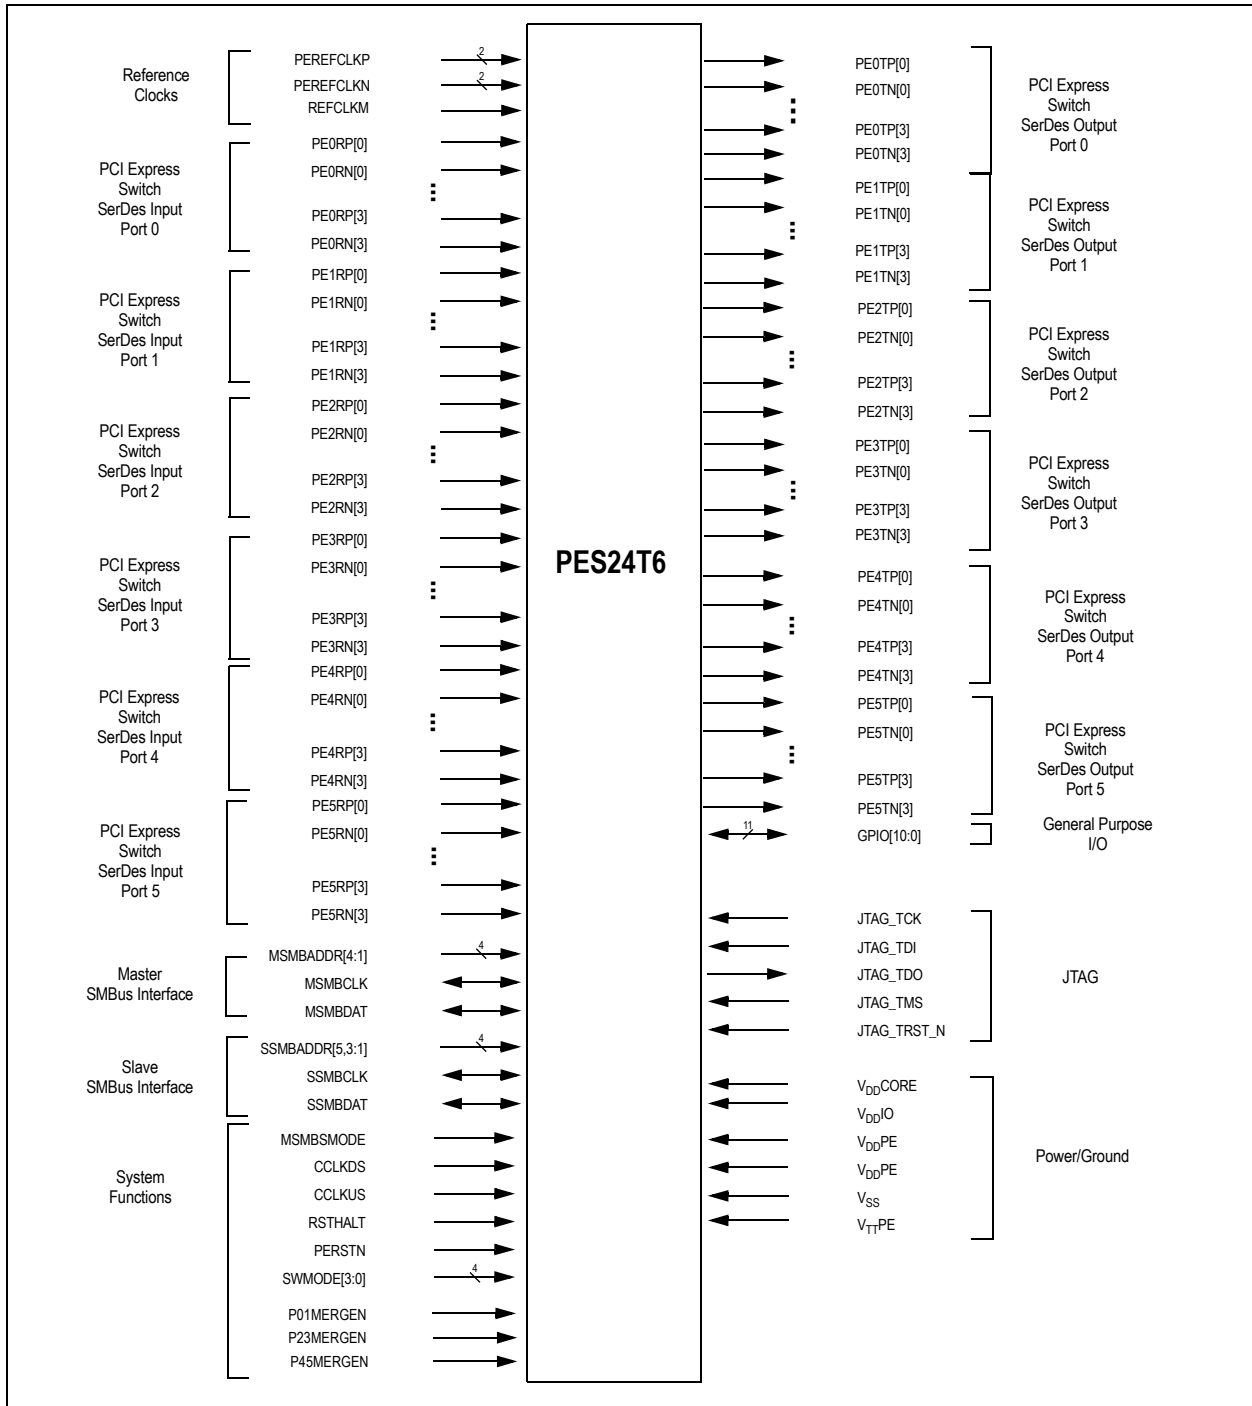 Reference
Clocks
PEREFCLKP
2
PEREFCLKN
2
REFCLKM
PCI Express
Switch
SerDes Input
Port 0
PE0RP[0]
PE0RN[0]
PE0RP[3]
PE0RN[3]
PCI Express
Switch
SerDes Input
Port 1
PE1RP[0]
PE1RN[0]
PE1RP[3]
PE1RN[3]
PCI Express
Switch
SerDes Input
Port 2
PE2RP[0]
PE2RN[0]
PE2RP[3]
PE2RN[3]
PCI Express
Switch
SerDes Input
Port 3
PE3RP[0]
PE3RN[0]
PE3RP[3]
PE3RN[3]
PCI Express
Switch
SerDes Input
Port 4
PE4RP[0]
PE4RN[0]
PE4RP[3]
PE4RN[3]
PCI Express
Switch
SerDes Input
Port 5
PE5RP[0]
PE5RN[0]
PE5RP[3]
PE5RN[3]
Master
SMBus Interface
MSMBADDR[4:1]
4
MSMBCLK
MSMBDAT
Slave
SMBus Interface
SSMBADDR[5,3:1]
4
SSMBCLK
SSMBDAT
System
Functions
MSMBSMODE
CCLKDS
CCLKUS
RSTHALT
PERSTN
SWMODE[3:0]
4
P01MERGEN
P23MERGEN
P45MERGEN
PES24T6
PE0TP[0]
PE0TN[0]
PE0TP[3]
PE0TN[3]
PCI Express
Switch
SerDes Output
Port 0
PE1TP[0]
PE1TN[0]
PE1TP[3]
PE1TN[3]
PCI Express
Switch
SerDes Output
Port 1
PE2TP[0]
PE2TN[0]
PE2TP[3]
PE2TN[3]
PCI Express
Switch
SerDes Output
Port 2
PE3TP[0]
PE3TN[0]
PE3TP[3]
PE3TN[3]
PCI Express
Switch
SerDes Output
Port 3
PE4TP[0]
PE4TN[0]
PE4TP[3]
PE4TN[3]
PCI Express
Switch
SerDes Output
Port 4
PE5TP[0]
PE5TN[0]
PE5TP[3]
PE5TN[3]
PCI Express
Switch
SerDes Output
Port 5
11
GPIO[10:0]
General Purpose
I/O
JTAG_TCK
JTAG_TDI
JTAG_TDO
JTAG_TMS
JTAG_TRST_N
JTAG
VDDCORE
VDDIO
VDDPE
VDDPE
VSS
VTTPE
Power/Ground